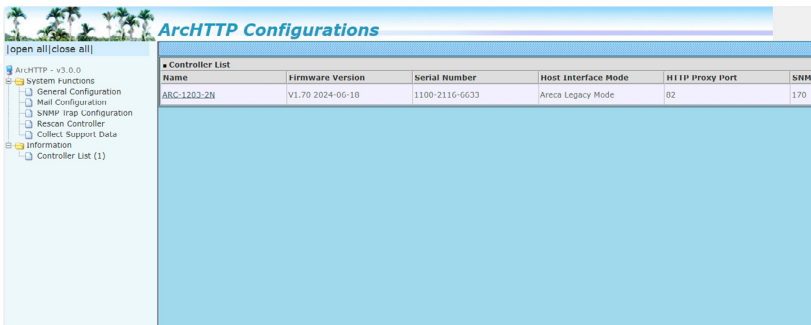 ArcHTTP Configurations
|open all|close all|
ArcHTTP - v3.0.0
System Functions
General Configuration
Mail Configuration
SNMP Trap Configuration
Rescan Controller
Collect Support Data
Information
Controller List (1)
Controller List
Name Firmware Version Serial Number Host Interface Mode HTTP Proxy Port SNM
ARC-1203-2N V1.70 2024-06-18 1100-2116-6633 Areca Legacy Mode 82 170